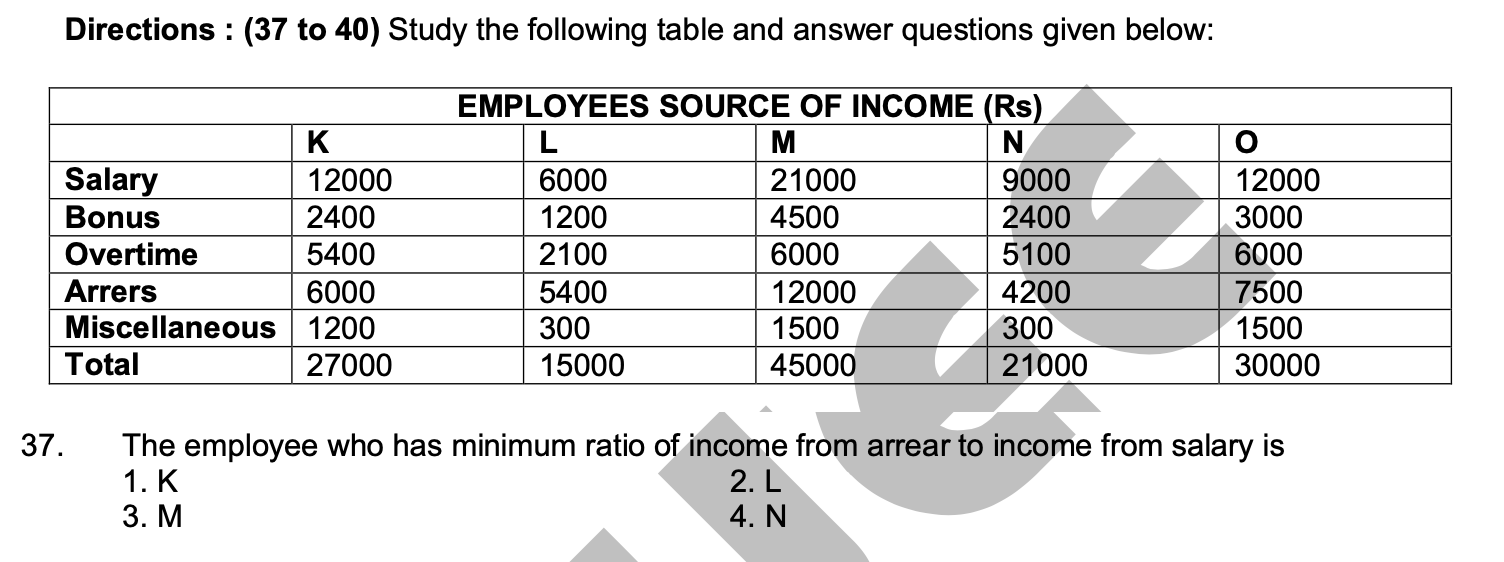 Directions : (37 to 40) Study the following table and answer questions given below:
EMPLOYEES SOURCE OF INCOME (Rs)
K L M N O
Salary 12000 6000 21000 9000 12000
Bonus 2400 1200 4500 2400 3000
Overtime 5400 2100 6000 5100 6000
Arrers 6000 5400 12000 4200 7500
Miscellaneous 1200 300 1500 300 1500
Total 27000 15000 45000 21000 30000
37. The employee who has minimum ratio of income from arrear to income from salary is
1. K 2. L
3. M 4. N